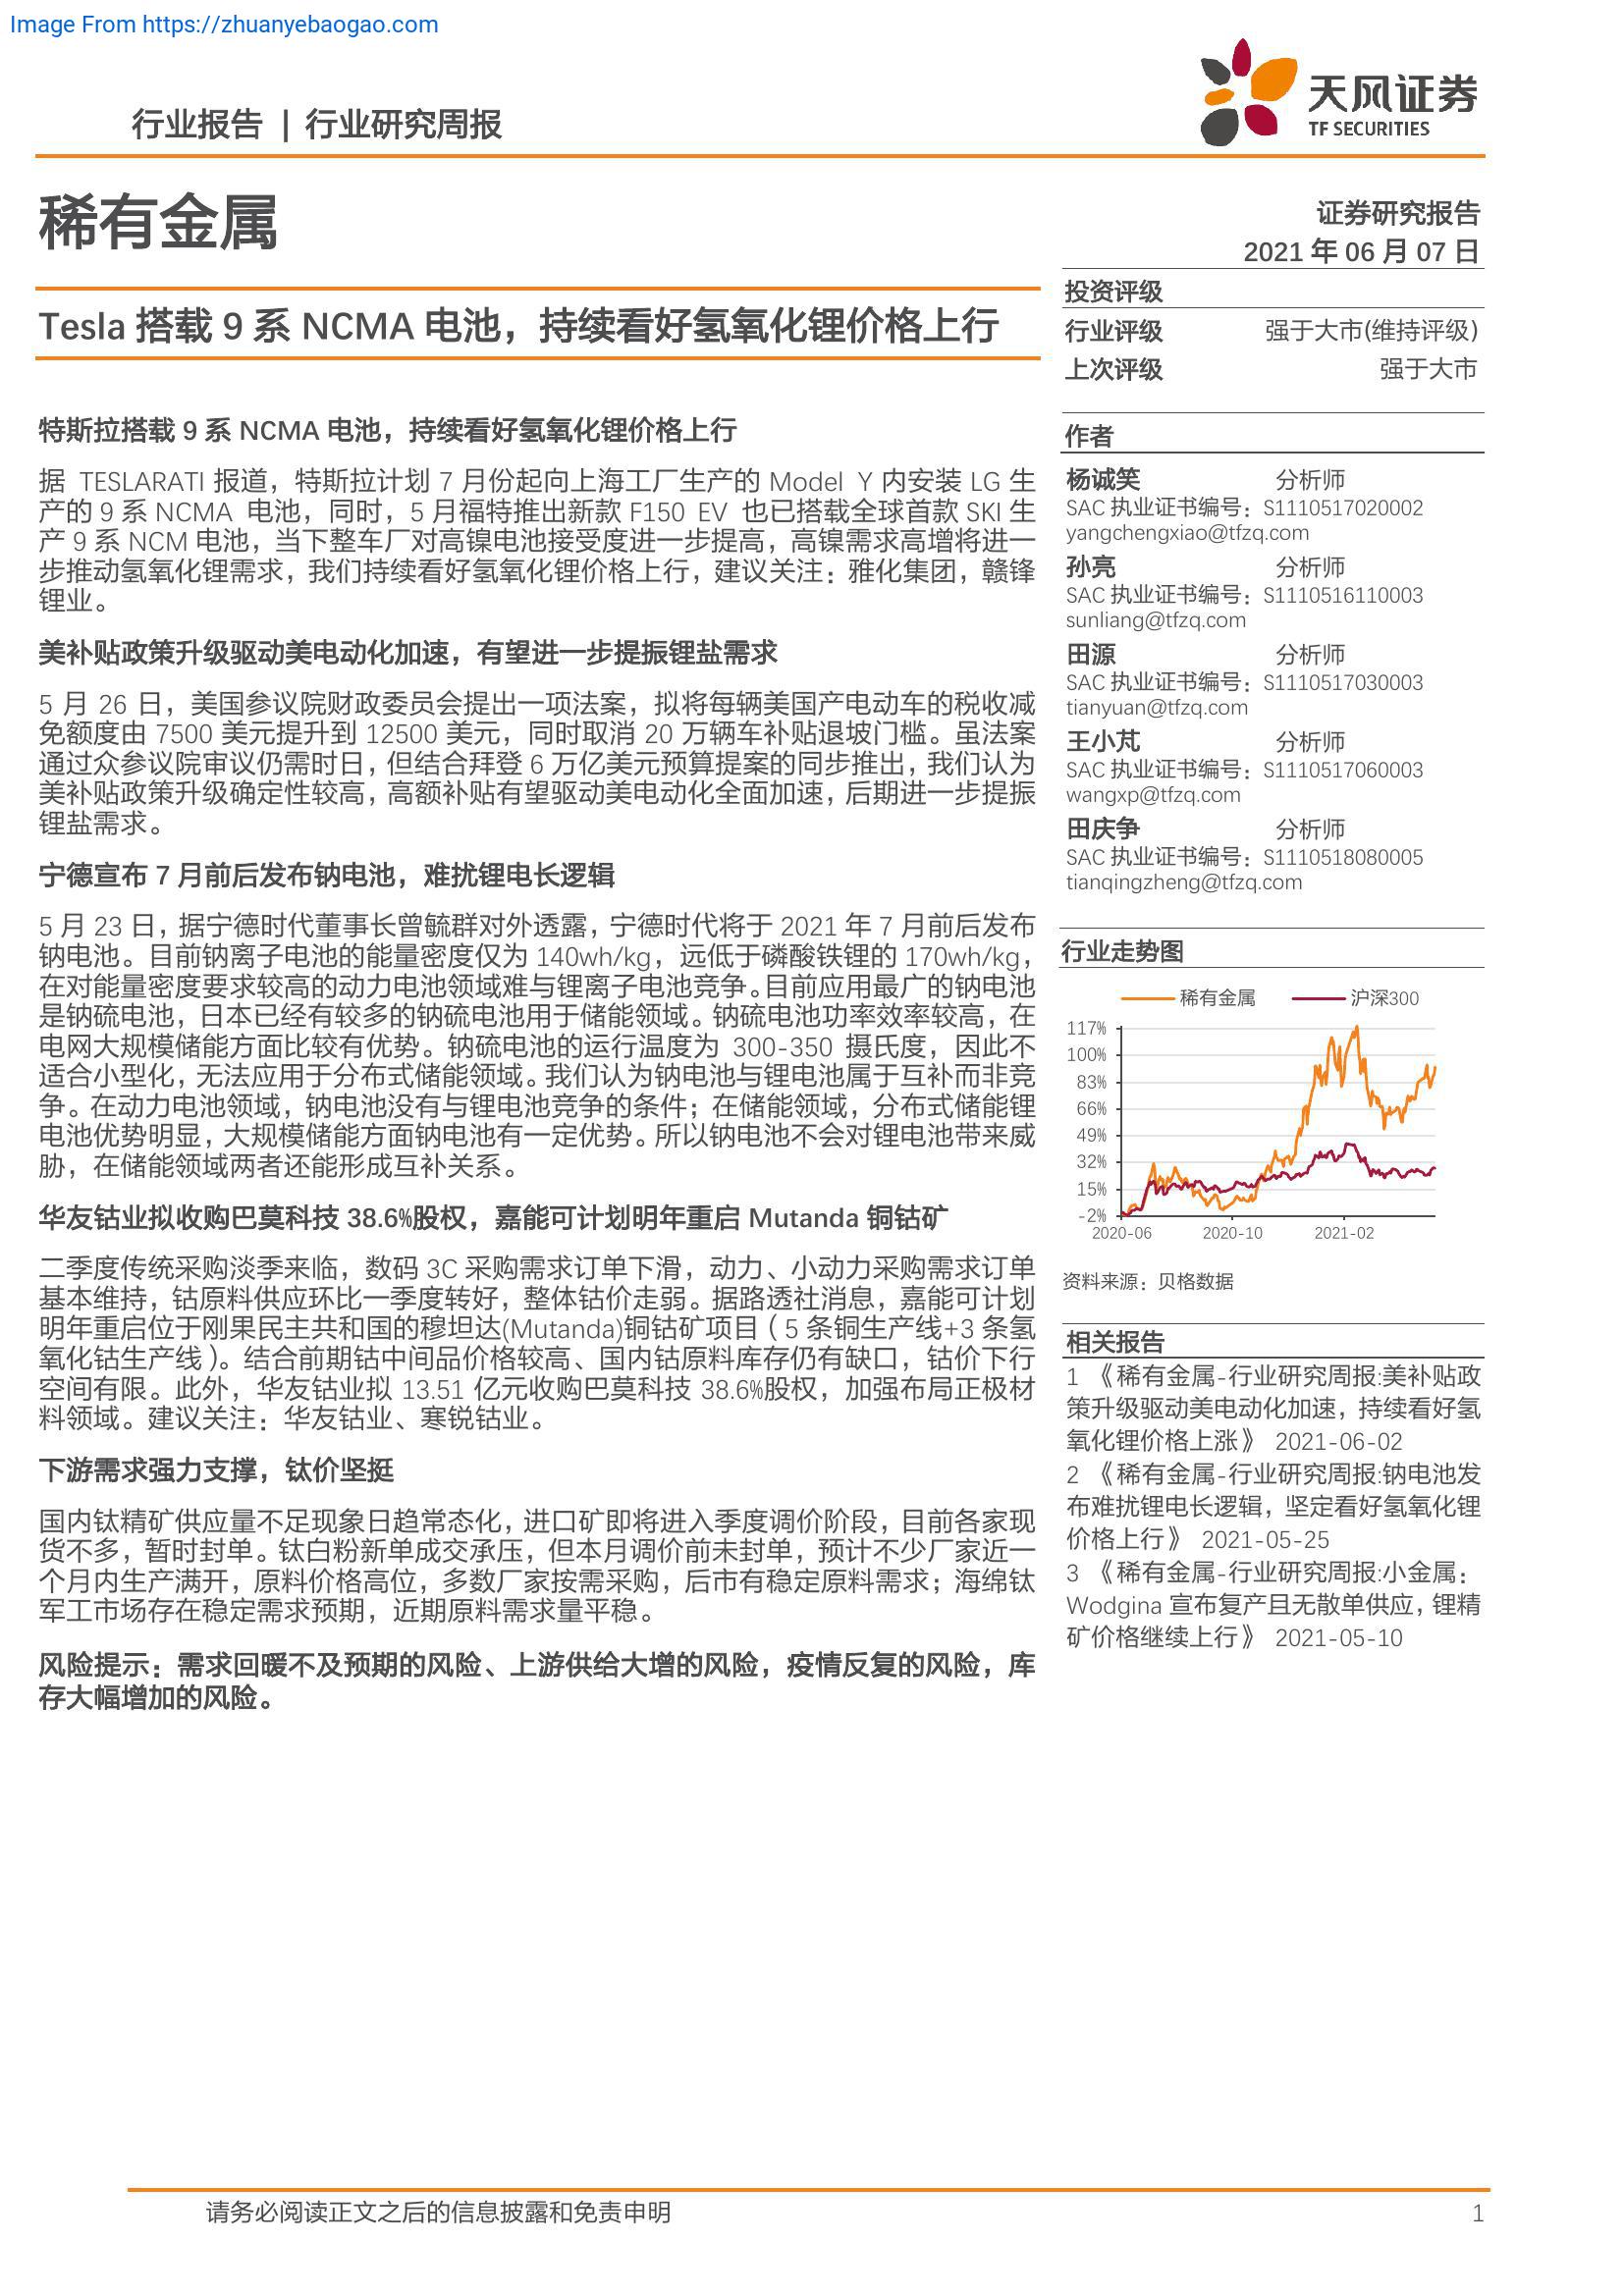 Image From https://zhuanyebaogao.com
行业报告 | 行业研究周报
天风证券
TF SECURITIES
稀有金属
证券研究报告
2021 年 06 月 07 日
Tesla 搭载 9 系 NCMA 电池，持续看好氢氧化锂价格上行
特斯拉搭载 9 系 NCMA 电池，持续看好氢氧化锂价格上行
据 TESLARATI 报道，特斯拉计划 7 月份起向上海工厂生产的 Model Y 内安装 LG 生
产的 9 系 NCMA 电池，同时，5 月福特推出新款 F150 EV 也已搭载全球首款 SKI 生
产 9 系 NCM 电池，当下整车厂对高镍电池接受度进一步提高，高镍需求高增将进一
步推动氢氧化锂需求，我们持续看好氢氧化锂价格上行，建议关注：雅化集团，赣锋
锂业。
美补贴政策升级驱动美电动化加速，有望进一步提振锂盐需求
5 月 26 日，美国参议院财政委员会提出一项法案，拟将每辆美国产电动车的税收减
免额度由 7500 美元提升到 12500 美元，同时取消 20 万辆车补贴退坡门槛。虽法案
通过众参议院审议仍需时日，但结合拜登 6 万亿美元预算提案的同步推出，我们认为
美补贴政策升级确定性较高，高额补贴有望驱动美电动化全面加速，后期进一步提振
锂盐需求。
宁德宣布 7 月前后发布钠电池，难扰锂电长逻辑
5 月 23 日，据宁德时代董事长曾毓群对外透露，宁德时代将于 2021 年 7 月前后发布
钠电池。目前钠离子电池的能量密度仅为 140wh/kg，远低于磷酸铁锂的 170wh/kg，
在对能量密度要求较高的动力电池领域难与锂离子电池竞争。目前应用最广的钠电池
是钠硫电池，日本已经有较多的钠硫电池用于储能领域。钠硫电池功率效率较高，在
电网大规模储能方面比较有优势。钠硫电池的运行温度为 300-350 摄氏度，因此不
适合小型化，无法应用于分布式储能领域。我们认为钠电池与锂电池属于互补而非竞
争。在动力电池领域，钠电池没有与锂电池竞争的条件；在储能领域，分布式储能锂
电池优势明显，大规模储能方面钠电池有一定优势。所以钠电池不会对锂电池带来威
胁，在储能领域两者还能形成互补关系。
华友钴业拟收购巴莫科技 38.6%股权，嘉能可计划明年重启 Mutanda 铜钴矿
二季度传统采购淡季来临，数码 3C 采购需求订单下滑，动力、小动力采购需求订单
基本维持，钴原料供应环比一季度转好，整体钴价走弱。据路透社消息，嘉能可计划
明年重启位于刚果民主共和国的穆坦达(Mutanda)铜钴矿项目（5 条铜生产线+3 条氢
氧化钴生产线）。结合前期钴中间品价格较高、国内钴原料库存仍有缺口，钴价下行
空间有限。此外，华友钴业拟 13.51 亿元收购巴莫科技 38.6%股权，加强布局正极材
料领域。建议关注：华友钴业、寒锐钴业。
下游需求强力支撑，钛价坚挺
国内钛精矿供应量不足现象日趋常态化，进口矿即将进入季度调价阶段，目前各家现
货不多，暂时封单。钛白粉新单成交承压，但本月调价前未封单，预计不少厂家近一
个月内生产满开，原料价格高位，多数厂家按需采购，后市有稳定原料需求；海绵钛
军工市场存在稳定需求预期，近期原料需求量平稳。
风险提示：需求回暖不及预期的风险、上游供给大增的风险，疫情反复的风险，库
存大幅增加的风险。
投资评级
行业评级 强于大市(维持评级)
上次评级 强于大市
作者
杨诚笑 分析师
SAC 执业证书编号：S1110517020002
yangchengxiao@tfzq.com
孙亮 分析师
SAC 执业证书编号：S1110516110003
sunliang@tfzq.com
田源 分析师
SAC 执业证书编号：S1110517030003
tianyuan@tfzq.com
王小芃 分析师
SAC 执业证书编号：S1110517060003
wangxp@tfzq.com
田庆争 分析师
SAC 执业证书编号：S1110518080005
tianqingzheng@tfzq.com
行业走势图
稀有金属 沪深300
117%
100%
83%
66%
49%
32%
15%
-2%
2020-06 2020-10 2021-02
资料来源：贝格数据
相关报告
1 《稀有金属-行业研究周报:美补贴政
策升级驱动美电动化加速，持续看好氢
氧化锂价格上涨》 2021-06-02
2 《稀有金属-行业研究周报:钠电池发
布难扰锂电长逻辑，坚定看好氢氧化锂
价格上行》 2021-05-25
3 《稀有金属-行业研究周报:小金属：
Wodgina 宣布复产且无散单供应，锂精
矿价格继续上行》 2021-05-10
请务必阅读正文之后的信息披露和免责申明
1